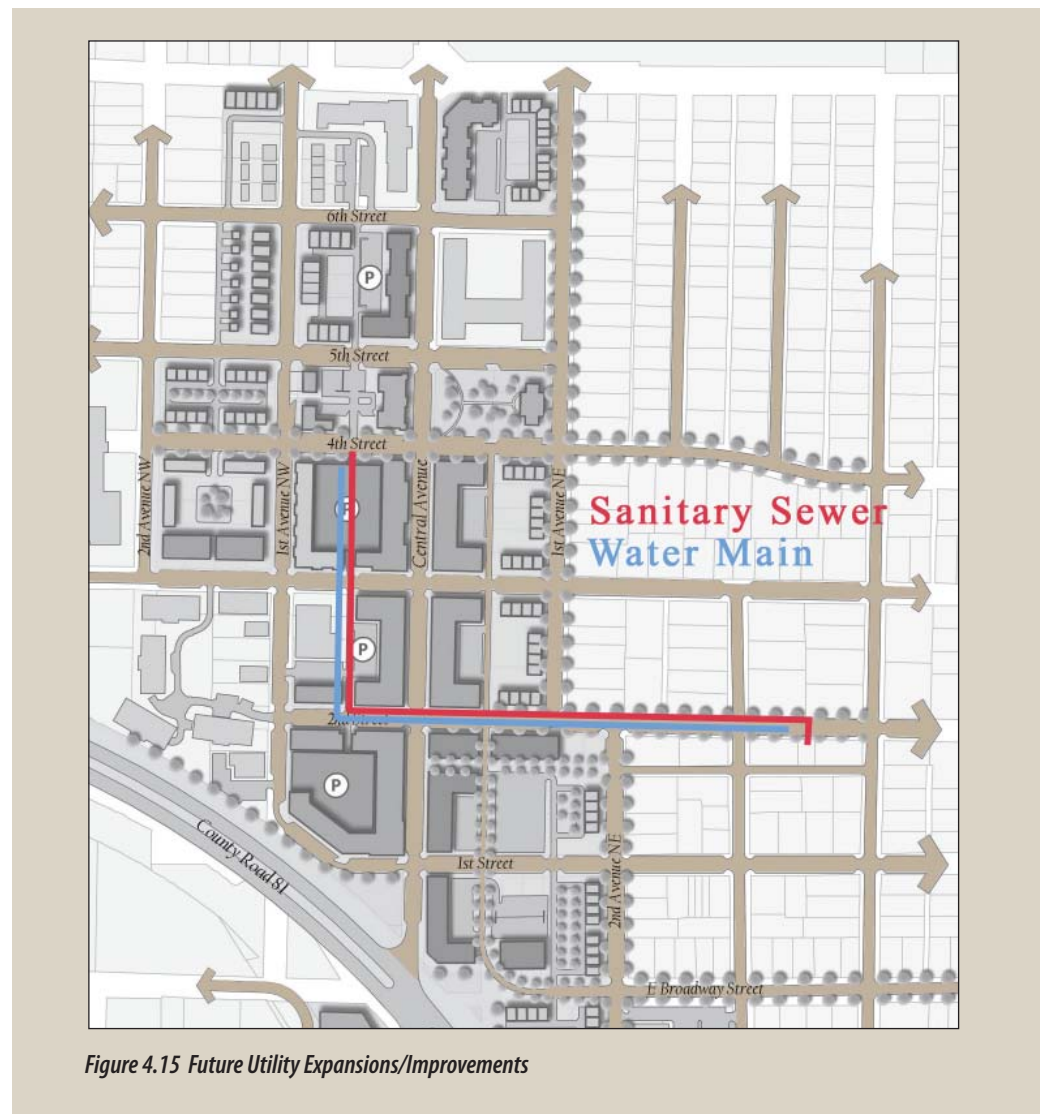 6th Street
P
5th Street
4th Street
2nd Avenue NW
1st Avenue NW
P
Central Avenue
1st Avenue NE
Sanitary Sewer
Water Main
P
2nd Street
P
County Road 81
1st Street
2nd Avenue NE
E Broadway Street
Figure 4.15 Future Utility Expansions/Improvements